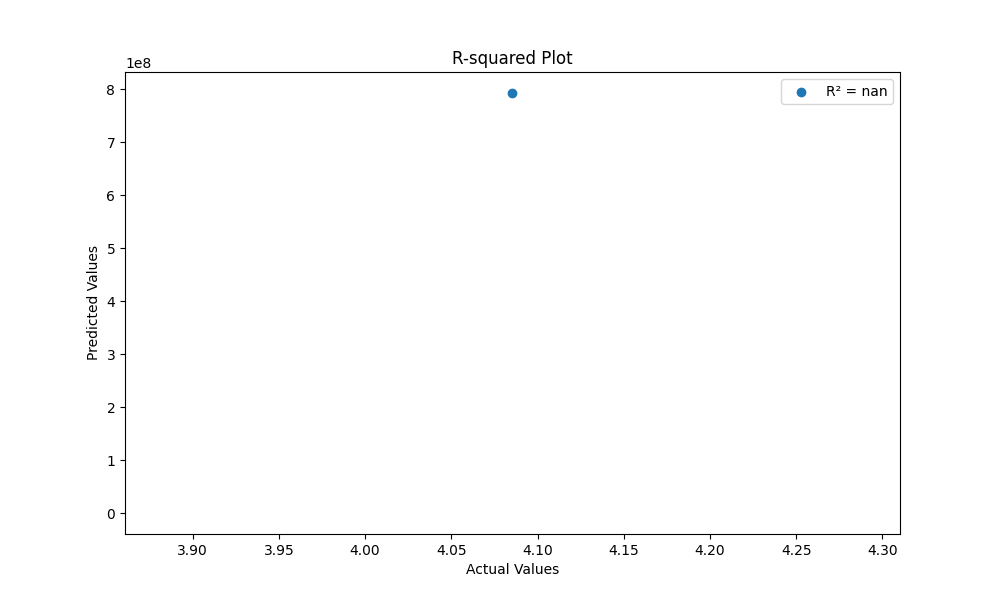 R-squared Plot
1e8
R² = nan
8
7
6
5
4
3
2
1
0
Predicted Values
3.90 3.95 4.00 4.05 4.10 4.15 4.20 4.25 4.30
Actual Values